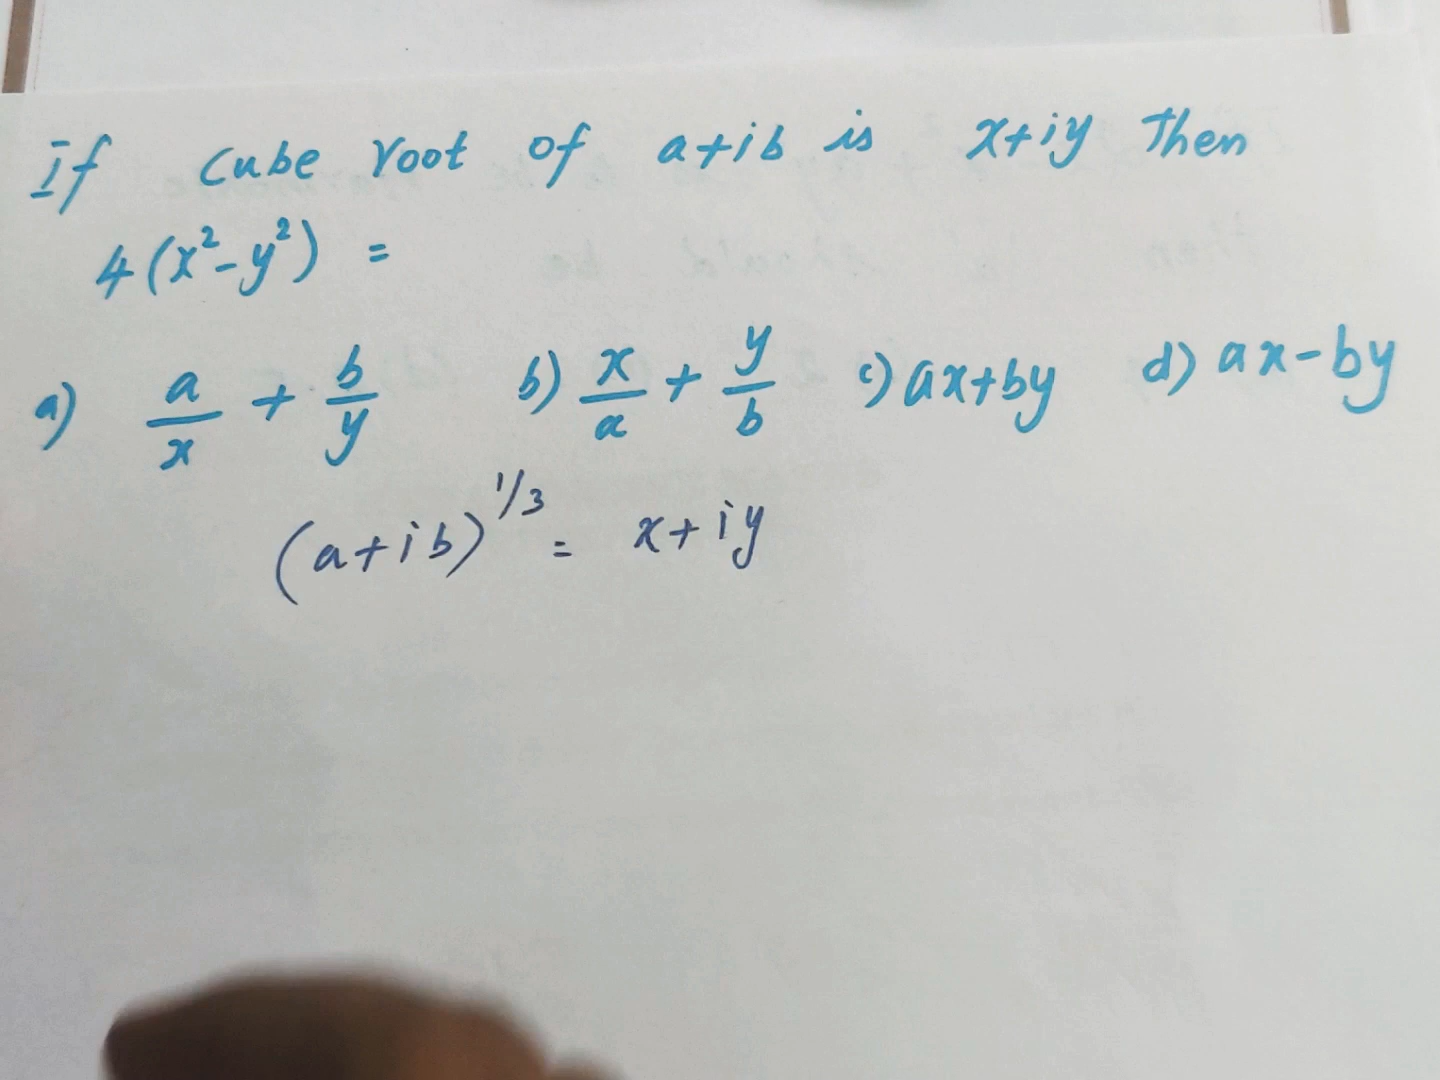 If cube root of a+ib is x+iy Then
4(x²-y²) =
a) a/x + b/y b) x/a + y/b c) ax+by d) ax-by
(a+ib)^1/3 = x+iy